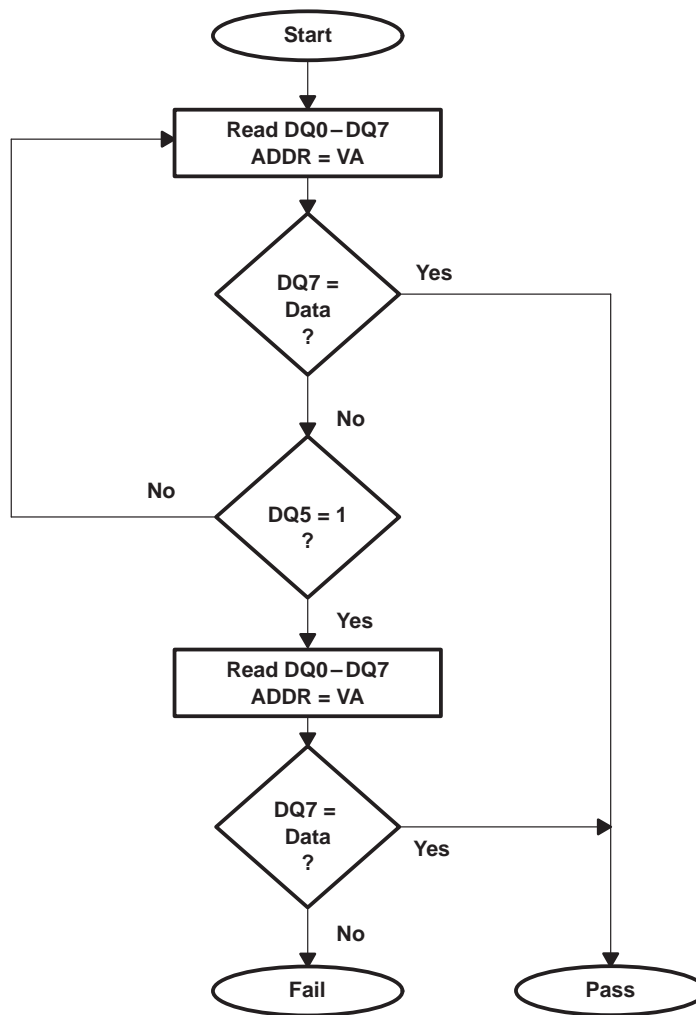 Start
Read DQ0–DQ7
ADDR = VA
DQ7 =
Data
?
Yes
No
DQ5 = 1
?
No
Yes
Read DQ0–DQ7
ADDR = VA
DQ7 =
Data
?
Yes
No
Fail
Pass